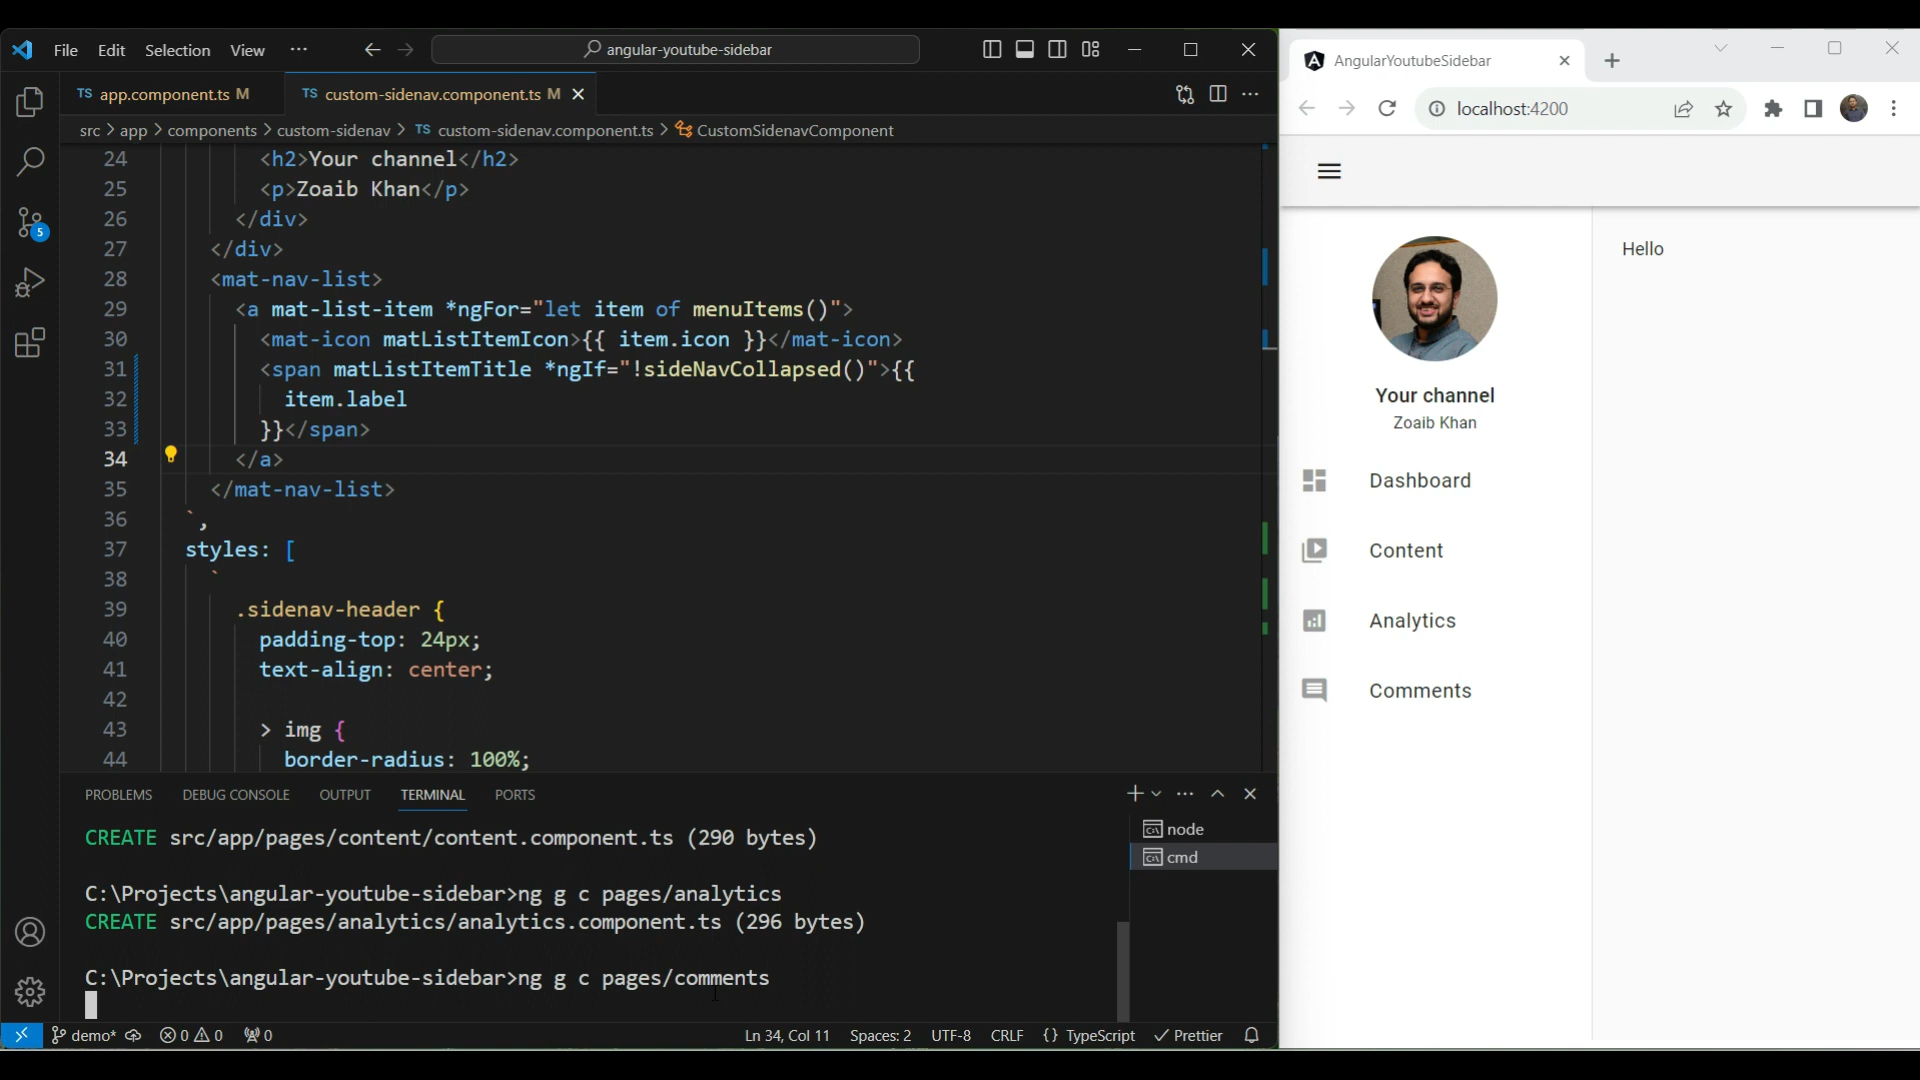 File Edit Selection View ··· angular-youtube-sidebar
TS app.component.ts M TS custom-sidenav.component.ts M
src > app > components > custom-sidenav > TS custom-sidenav.component.ts > CustomSidenavComponent
24 <h2>Your channel</h2>
25 <p>Zoaib Khan</p>
26 </div>
27 </div>
28 <mat-nav-list>
29 <a mat-list-item *ngFor="let item of menuItems()">
30 <mat-icon matListItemIcon>{{ item.icon }}</mat-icon>
31 <span matListItemTitle *ngIf="!sideNavCollapsed()">{{
32 item.label
33 }}</span>
34 </a>
35 </mat-nav-list>
36 `,
37 styles: [
38 `
39 .sidenav-header {
40 padding-top: 24px;
41 text-align: center;
42
43 > img {
44 border-radius: 100%;
PROBLEMS DEBUG CONSOLE OUTPUT TERMINAL PORTS
CREATE src/app/pages/content/content.component.ts (290 bytes)
C:\Projects\angular-youtube-sidebar>ng g c pages/analytics
CREATE src/app/pages/analytics/analytics.component.ts (296 bytes)
C:\Projects\angular-youtube-sidebar>ng g c pages/comments
node
cmd
5
demo* 0 0 0 Ln 34, Col 11 Spaces: 2 UTF-8 CRLF {} TypeScript Prettier
AngularYoutubeSidebar
localhost:4200
Hello
Your channel
Zoaib Khan
Dashboard
Content
Analytics
Comments